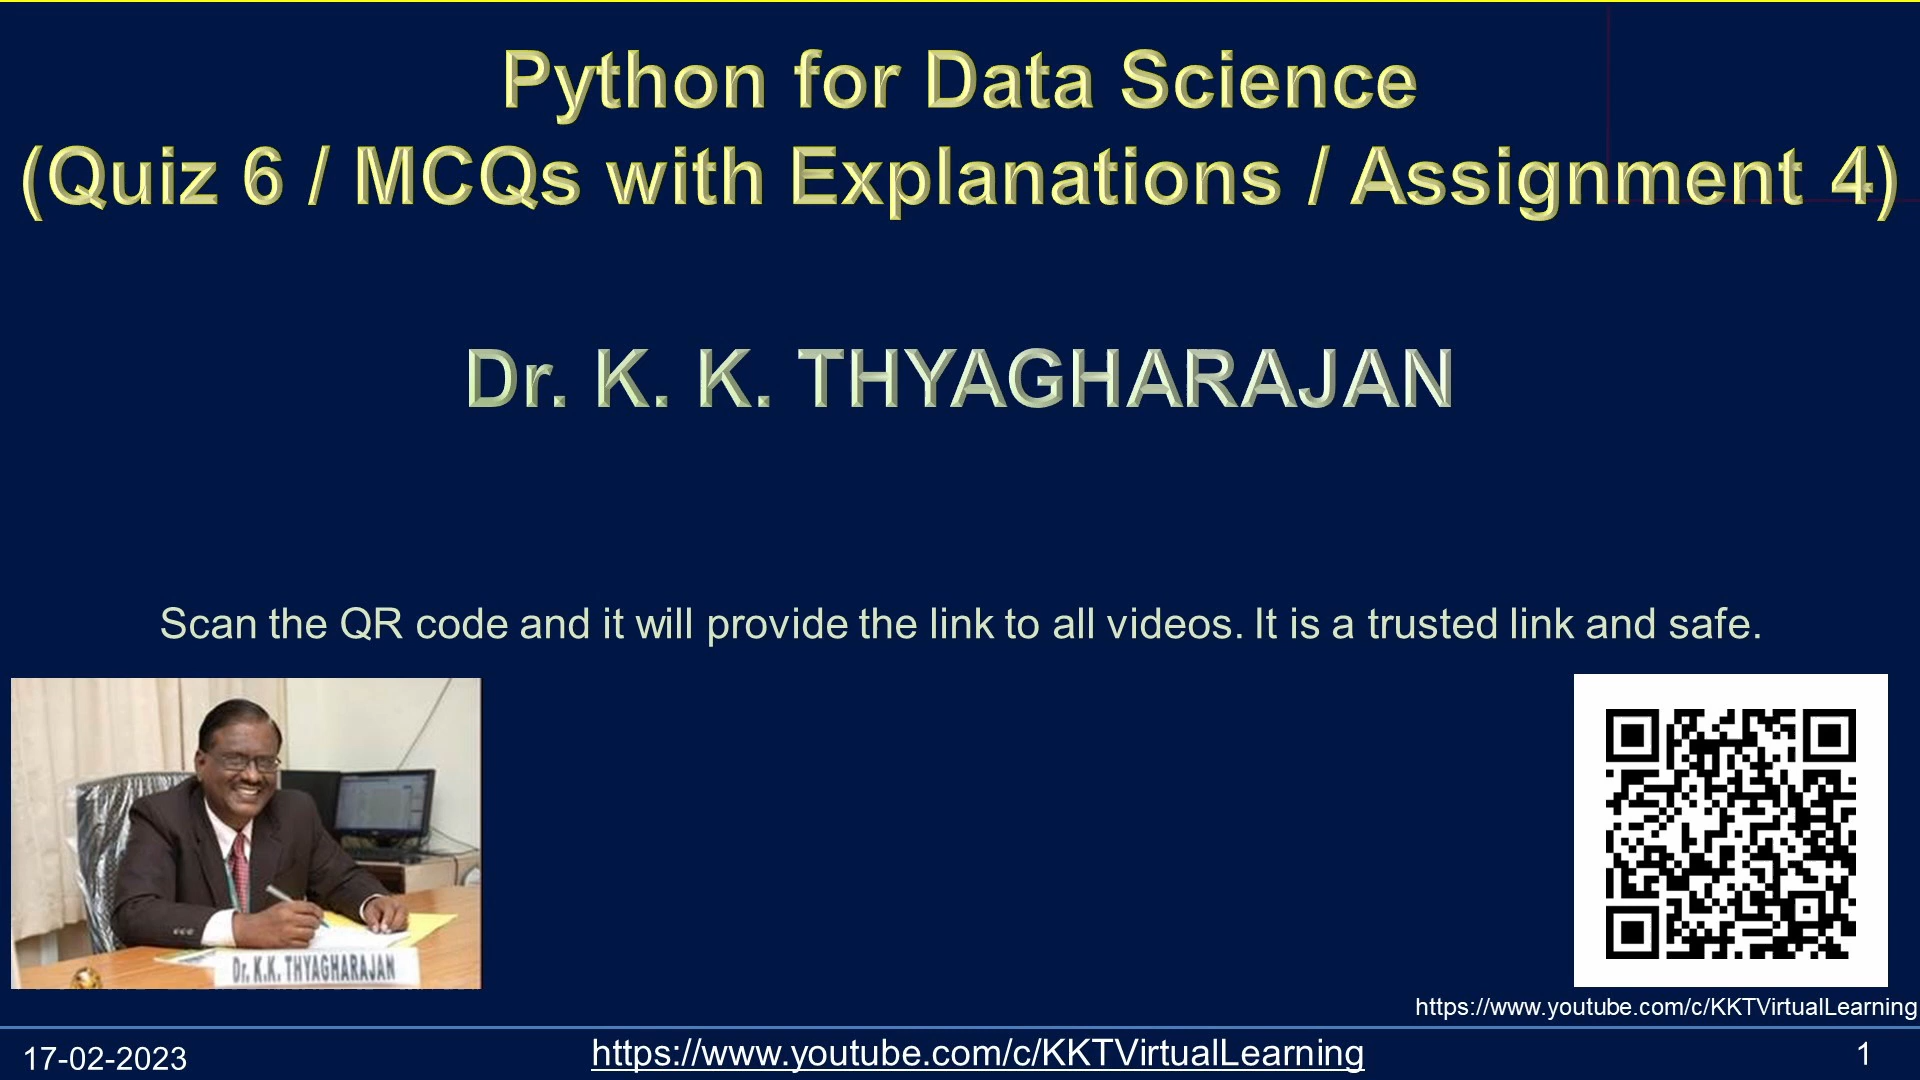 Python for Data Science
(Quiz 6 / MCQs with Explanations / Assignment 4)
Dr. K. K. THYAGHARAJAN
Scan the QR code and it will provide the link to all videos. It is a trusted link and safe.
Dr. K.K. THYAGHARAJAN
https://www.youtube.com/c/KKTVirtualLearning
17-02-2023
https://www.youtube.com/c/KKTVirtualLearning
1